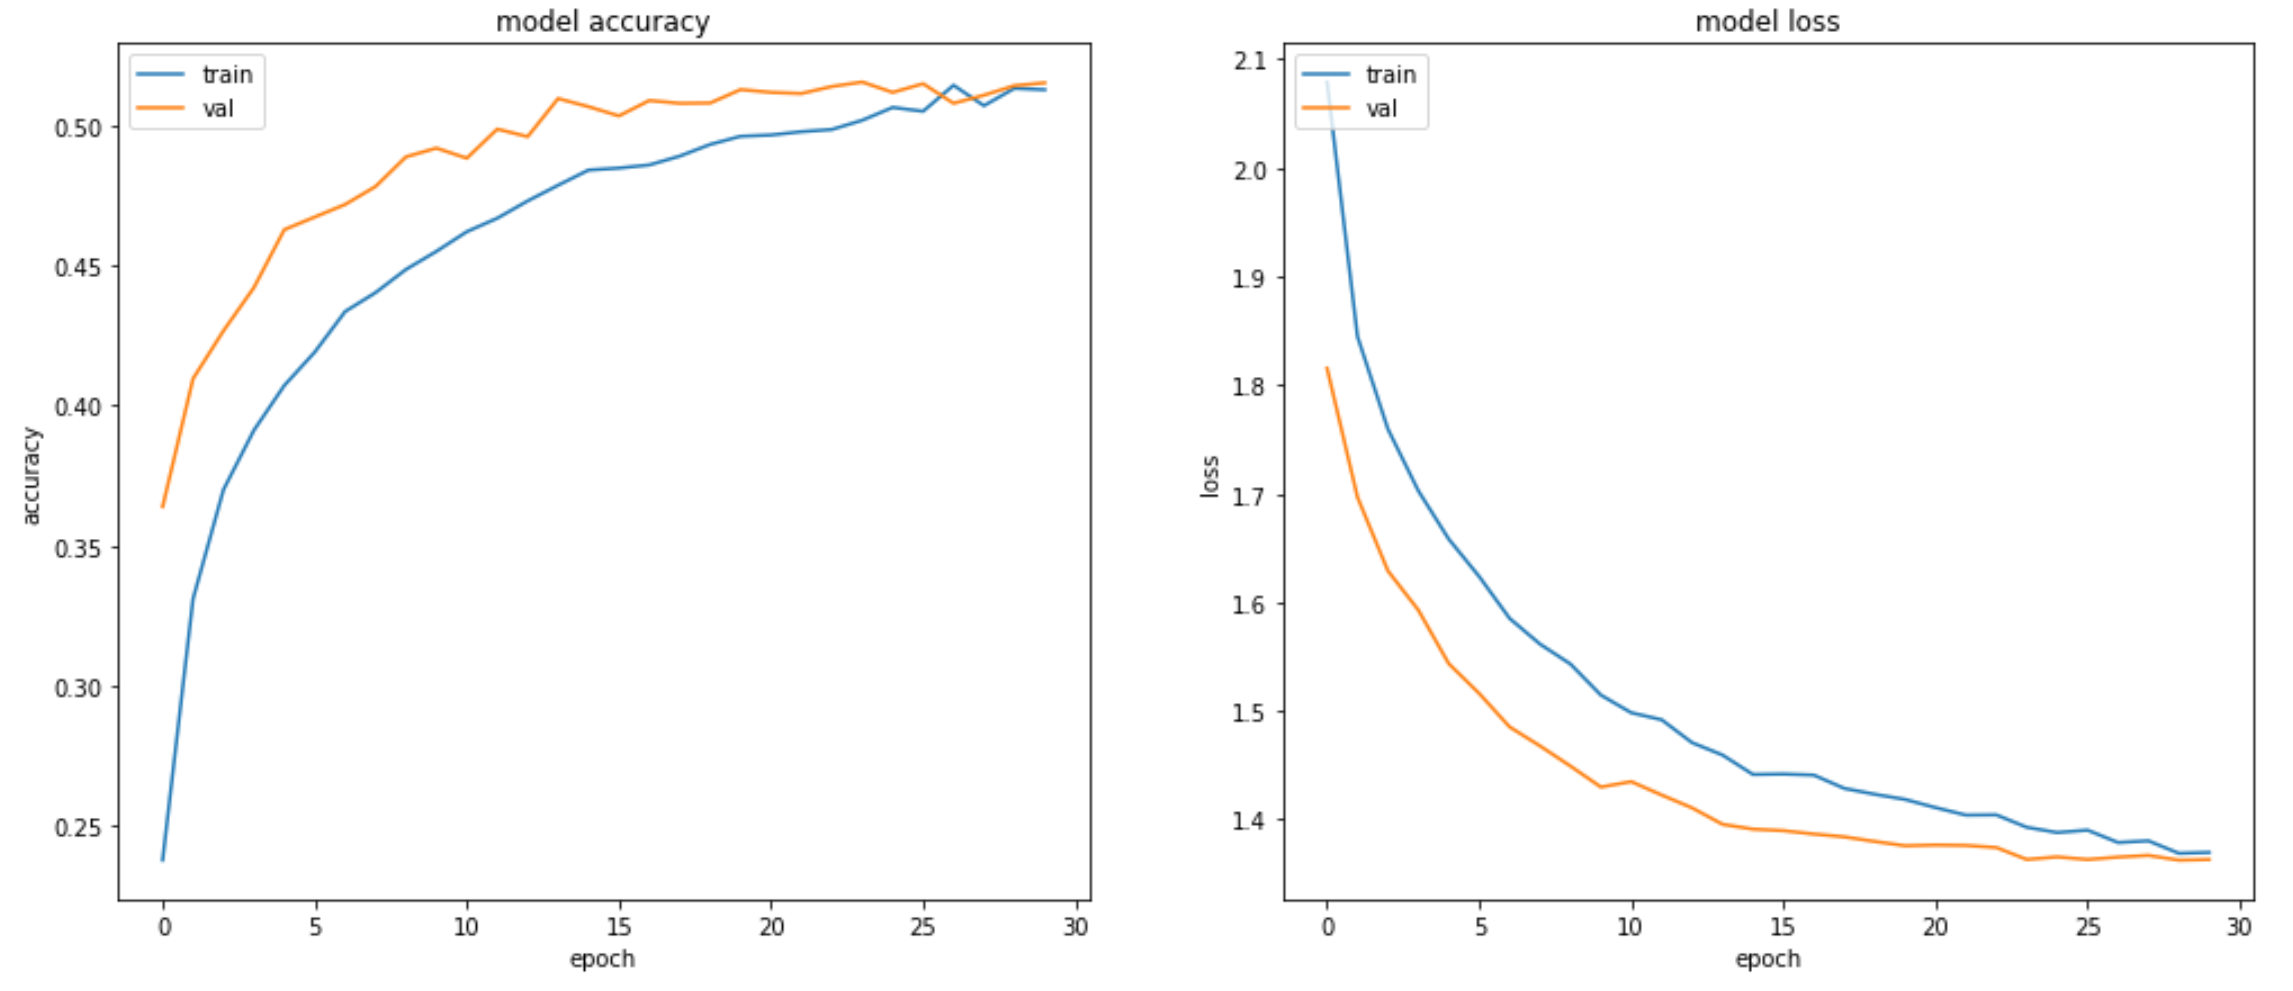 model accuracy
train
val
0.50
0.45
0.40
0.35
0.30
0.25
accuracy
0 5 10 15 20 25 30
epoch
model loss
train
val
2.1
2.0
1.9
1.8
1.7
1.6
1.5
1.4
loss
0 5 10 15 20 25 30
epoch